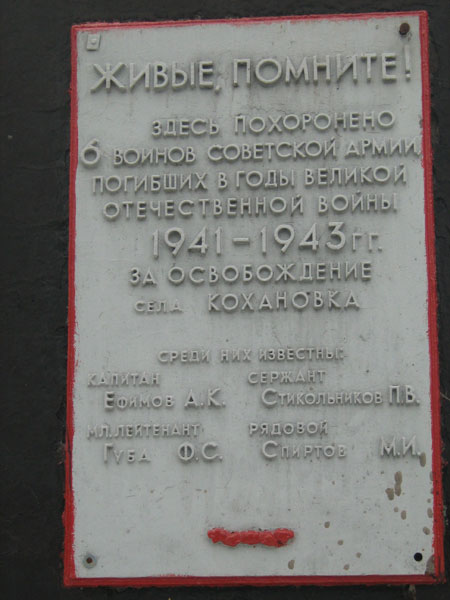 ЖИВЫЕ, ПОМНИТЕ!
ЗДЕСЬ ПОХОРОНЕНО
6 ВОИНОВ СОВЕТСКОЙ АРМИИ,
ПОГИБШИХ В ГОДЫ ВЕЛИКОЙ
ОТЕЧЕСТВЕННОЙ ВОЙНЫ
1941-1943 ГГ.
ЗА ОСВОБОЖДЕНИЕ
СЕЛА КОХАНОВКА
СРЕДИ НИХ ИЗВЕСТНЫ:
КАПИТАН СЕРЖАНТ
ЕФИМОВ А.К. СТИКОЛЬНИКОВ П.В.
МЛ.ЛЕЙТЕНАНТ РЯДОВОЙ
ГУБА Ф.С. СПИРТОВ М.И.